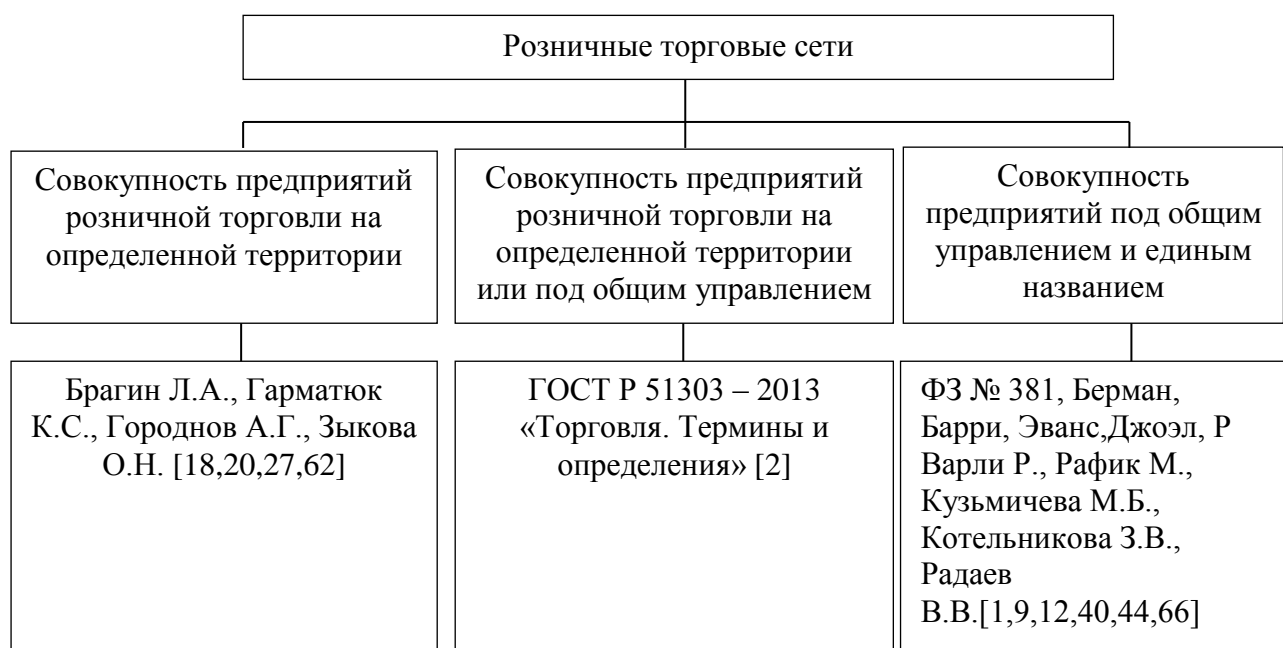 Розничные торговые сети
Совокупность предприятий
розничной торговли на
определенной территории
Совокупность предприятий
розничной торговли на
определенной территории
или под общим управлением
Совокупность
предприятий под общим
управлением и единым
названием
Брагин Л.А., Гарматюк
К.С., Городнов А.Г., Зыкова
О.Н. [18,20,27,62]
ГОСТ Р 51303 – 2013
«Торговля. Термины и
определения» [2]
ФЗ № 381, Берман,
Барри, Эванс,Джоэл, Р
Варли Р., Рафик М.,
Кузьмичева М.Б.,
Котельникова З.В.,
Радаев
В.В.[1,9,12,40,44,66]